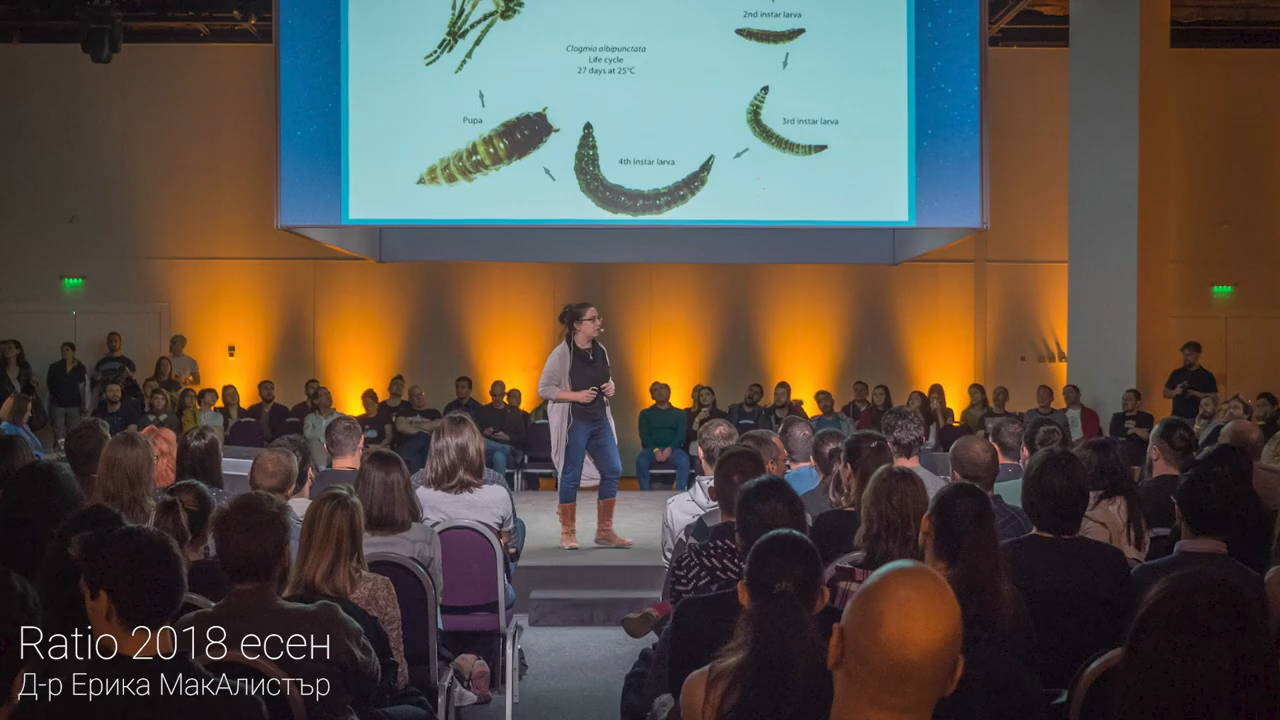 2nd instar larva
Clogmia albipunctata
Life cycle
27 days at 25°C
Pupa
3rd instar larva
4th instar larva
Ratio 2018 есен
Д-р Ерика МакАлистър